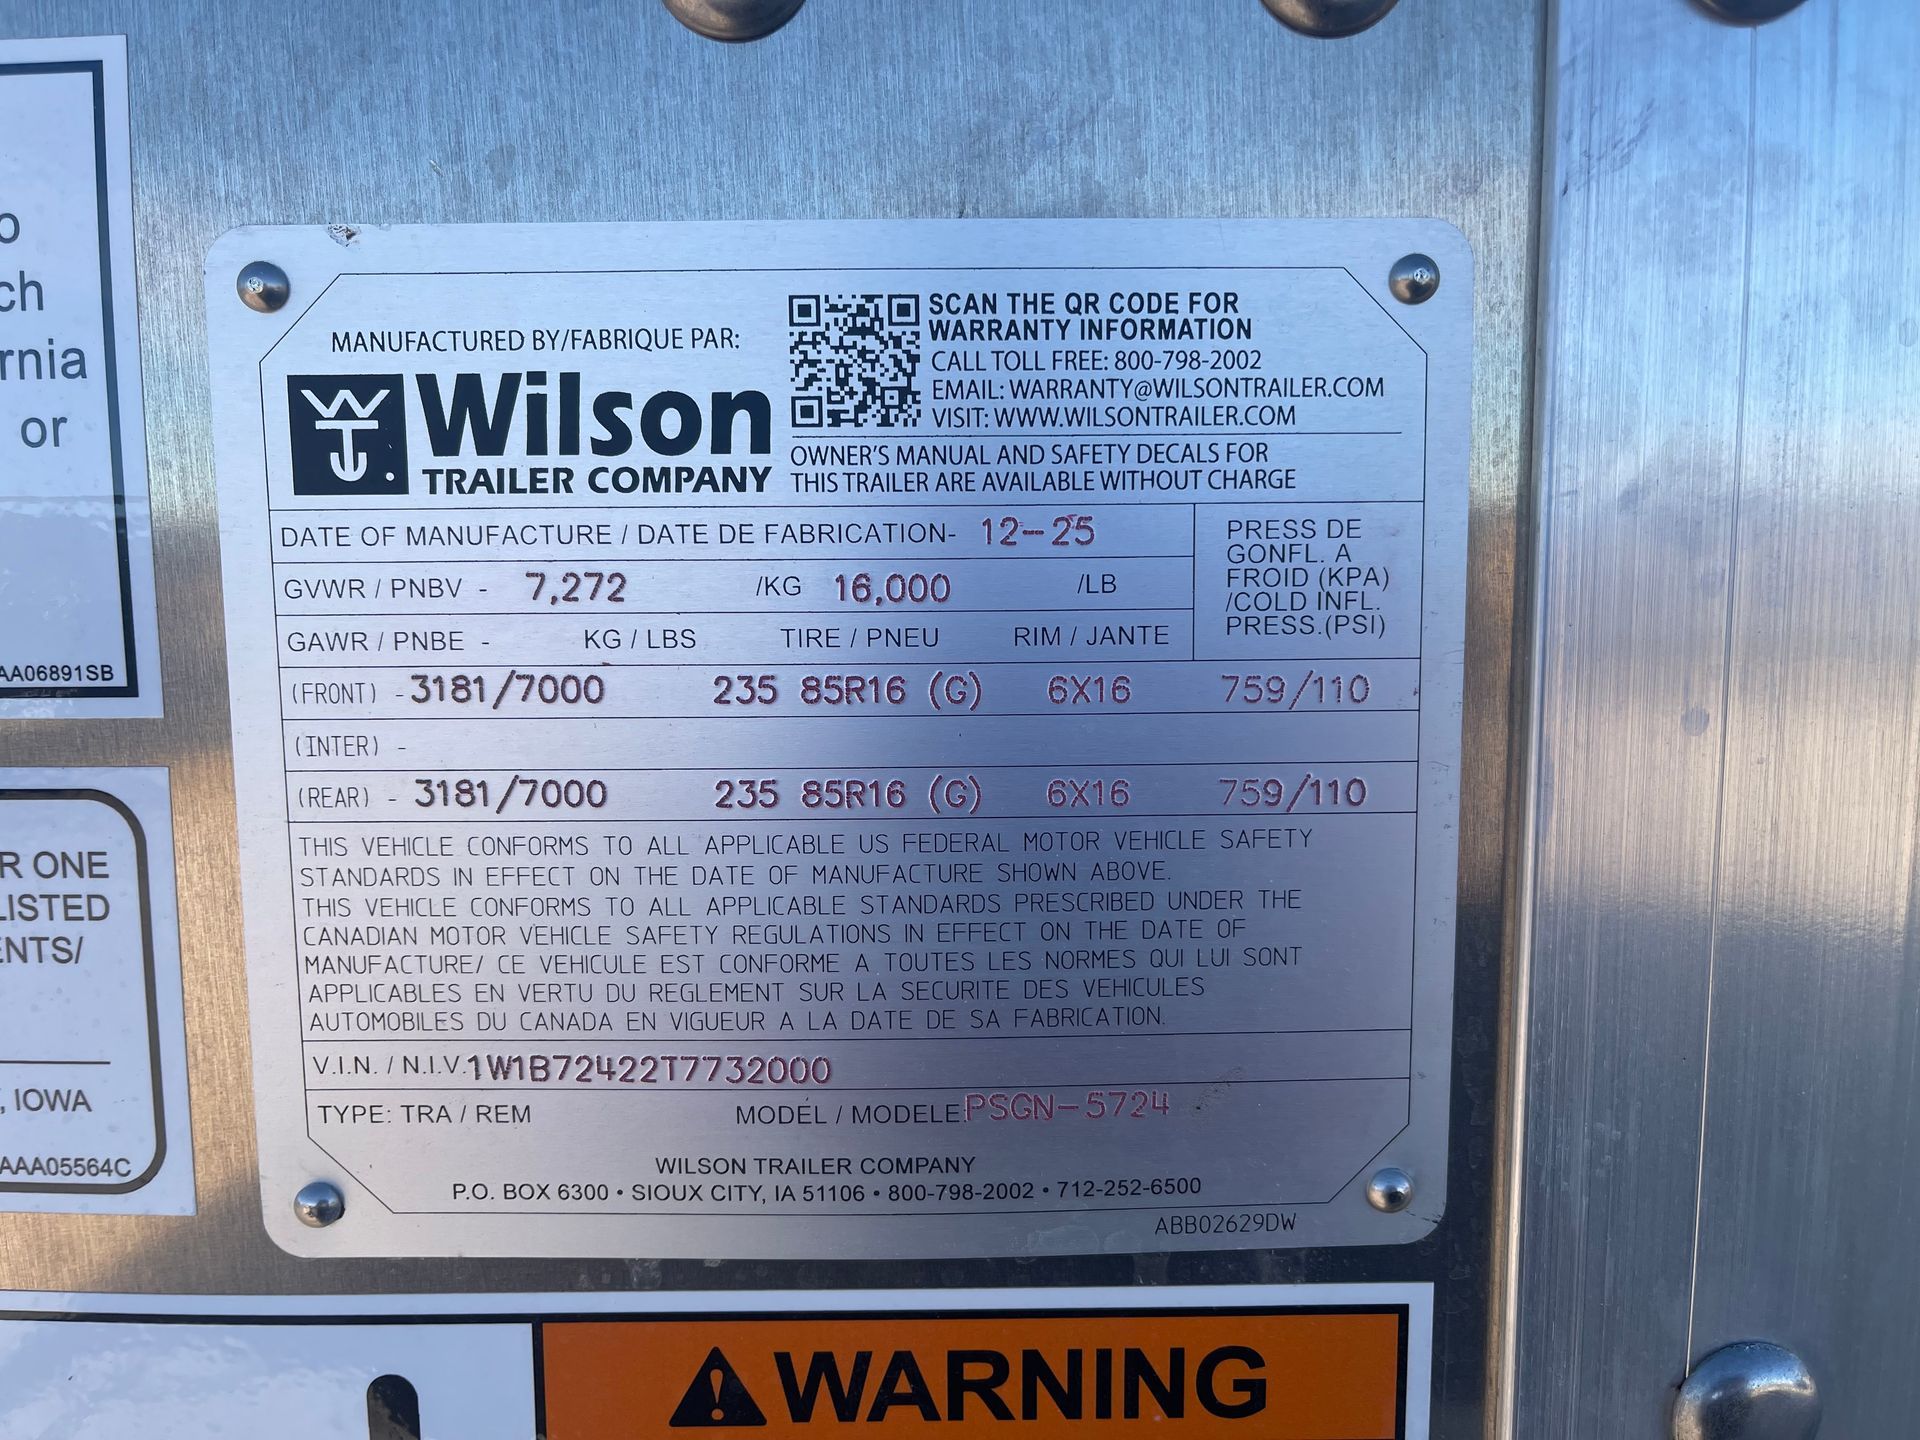 o
ch
rnia
or
AA06891SB
R ONE
LISTED
ENTS/
, IOWA
AAA05564C
MANUFACTURED BY/FABRIQUE PAR:
Wilson
TRAILER COMPANY
SCAN THE QR CODE FOR
WARRANTY INFORMATION
CALL TOLL FREE: 800-798-2002
EMAIL: WARRANTY@WILSONTRAILER.COM
VISIT: WWW.WILSONTRAILER.COM
OWNER'S MANUAL AND SAFETY DECALS FOR
THIS TRAILER ARE AVAILABLE WITHOUT CHARGE
DATE OF MANUFACTURE / DATE DE FABRICATION- 12-25
GVWR / PNBV - 7,272 /KG 16,000 /LB
GAWR / PNBE - KG / LBS TIRE / PNEU RIM / JANTE
PRESS DE
GONFL. A
FROID (KPA)
/COLD INFL.
PRESS.(PSI)
(FRONT) - 3181/7000 235 85R16 (G) 6X16 759/110
(INTER) -
(REAR) - 3181/7000 235 85R16 (G) 6X16 759/110
THIS VEHICLE CONFORMS TO ALL APPLICABLE US FEDERAL MOTOR VEHICLE SAFETY
STANDARDS IN EFFECT ON THE DATE OF MANUFACTURE SHOWN ABOVE.
THIS VEHICLE CONFORMS TO ALL APPLICABLE STANDARDS PRESCRIBED UNDER THE
CANADIAN MOTOR VEHICLE SAFETY REGULATIONS IN EFFECT ON THE DATE OF
MANUFACTURE/ CE VEHICULE EST CONFORME A TOUTES LES NORMES QUI LUI SONT
APPLICABLES EN VERTU DU REGLEMENT SUR LA SECURITE DES VEHICULES
AUTOMOBILES DU CANADA EN VIGUEUR A LA DATE DE SA FABRICATION.
V.I.N. / N.I.V. 1W1B72422T7732000
TYPE: TRA / REM MODEL / MODELE: PSGN-5724
WILSON TRAILER COMPANY
P.O. BOX 6300 • SIOUX CITY, IA 51106 • 800-798-2002 • 712-252-6500
ABB02629DW
WARNING